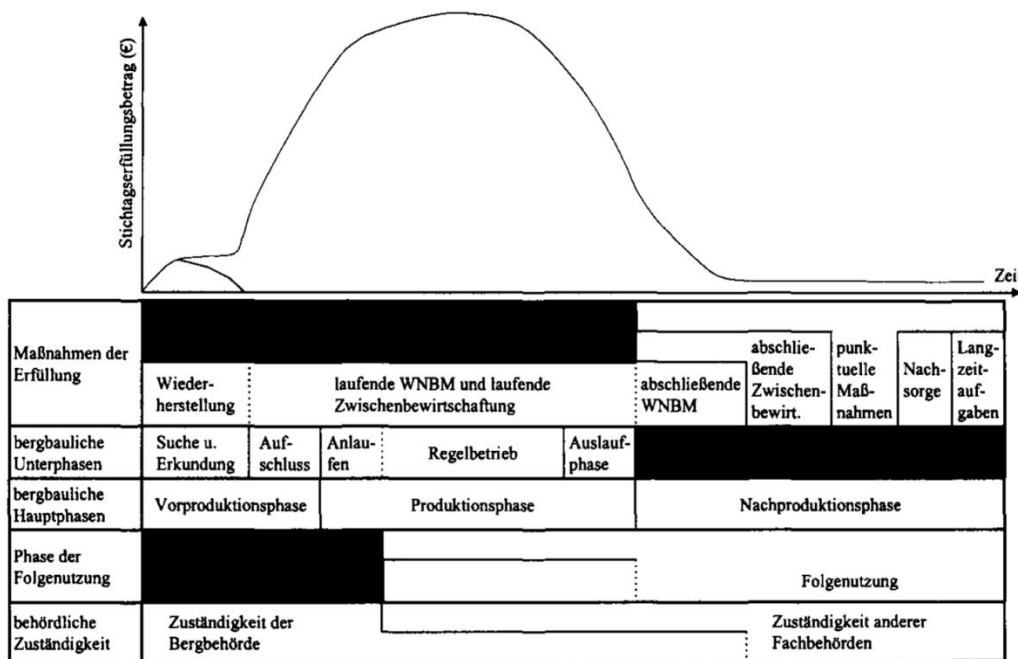 Stichtagserfüllungsbetrag (€)
Zei
Maßnahmen der
Erfüllung
Wieder-
herstellung
laufende WNBM und laufende
Zwischenbewirtschaftung
abschließende
WNBM
abschlie-
ßende
Zwischen-
bewirt.
punk-
tuelle
Maß-
nahmen
Nach-
sorge
Lang-
zeit-
auf-
gaben
bergbauliche
Unterphasen
Suche u.
Erkundung
Auf-
schluss
Anlau-
fen
Regelbetrieb
Auslauf-
phase
bergbauliche
Hauptphasen
Vorproduktionsphase
Produktionsphase
Nachproduktionsphase
Phase der
Folgenutzung
Folgenutzung
behördliche
Zuständigkeit
Zuständigkeit der
Bergbehörde
Zuständigkeit anderer
Fachbehörden